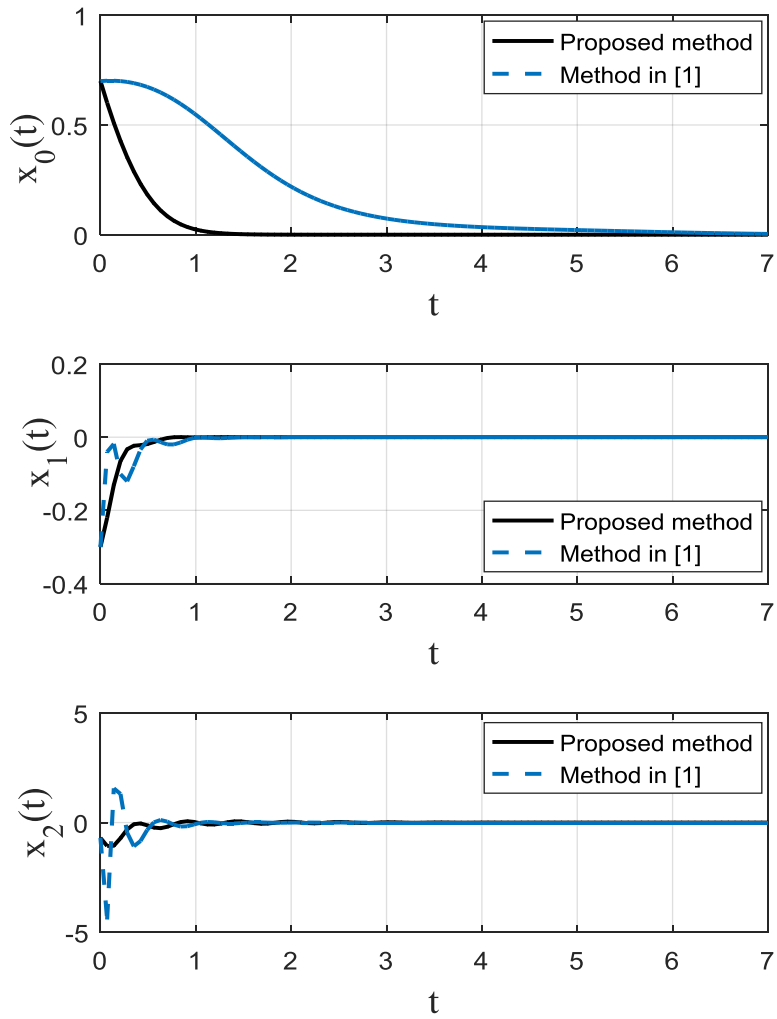 1
Proposed method
Method in [1]
0.5
x0(t)
0
0 1 2 3 4 5 6 7
t
0.2
0
x1(t)
-0.2
Proposed method
Method in [1]
-0.4
0 1 2 3 4 5 6 7
t
5
Proposed method
Method in [1]
0
x2(t)
-5
0 1 2 3 4 5 6 7
t